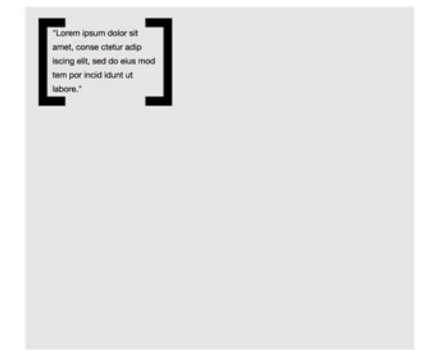 "Lorem ipsum dolor sit
amet, conse ctetur adip
iscing elit, sed do eius mod
tem por incid idunt ut
labore."